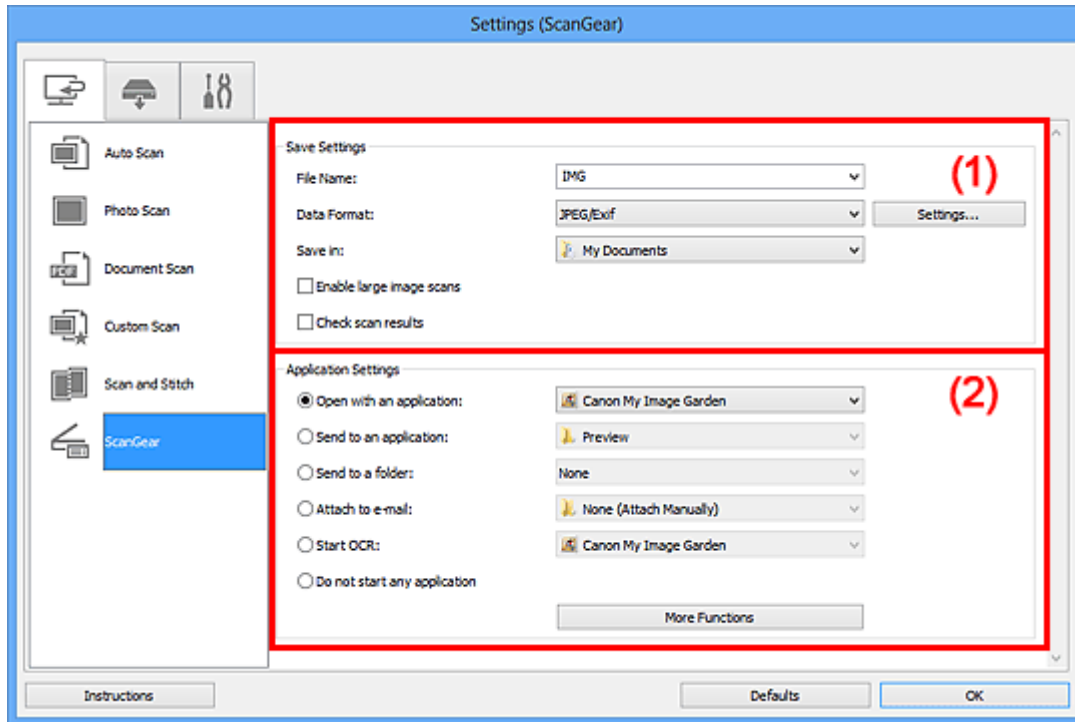 Settings (ScanGear)
Auto Scan
Photo Scan
Document Scan
Custom Scan
Scan and Stitch
ScanGear
Save Settings
(1)
File Name: IMG
Data Format: JPEG/Exif Settings...
Save in: My Documents
Enable large image scans
Check scan results
Application Settings
(2)
Open with an application: Canon My Image Garden
Send to an application: Preview
Send to a folder: None
Attach to e-mail: None (Attach Manually)
Start OCR: Canon My Image Garden
Do not start any application
More Functions
Instructions Defaults OK